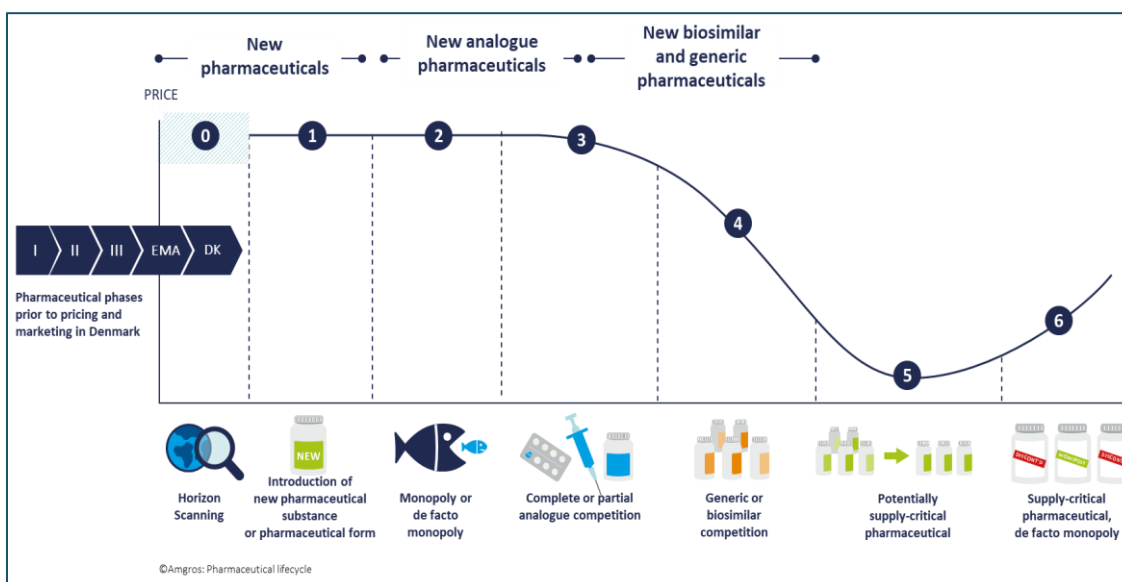 New
pharmaceuticals
New analogue
pharmaceuticals
New biosimilar
and generic
pharmaceuticals
PRICE
0
1
2
3
4
5
6
I
II
III
EMA
DK
Pharmaceutical phases
prior to pricing and
marketing in Denmark
NEW
Horizon
Scanning
Introduction of
new pharmaceutical
substance
or pharmaceutical form
Monopoly or
de facto
monopoly
Complete or partial
analogue competition
Generic or
biosimilar
competition
Potentially
supply-critical
pharmaceutical
DISCONT'D
Supply-critical
pharmaceutical,
de facto monopoly
©Amgros: Pharmaceutical lifecycle